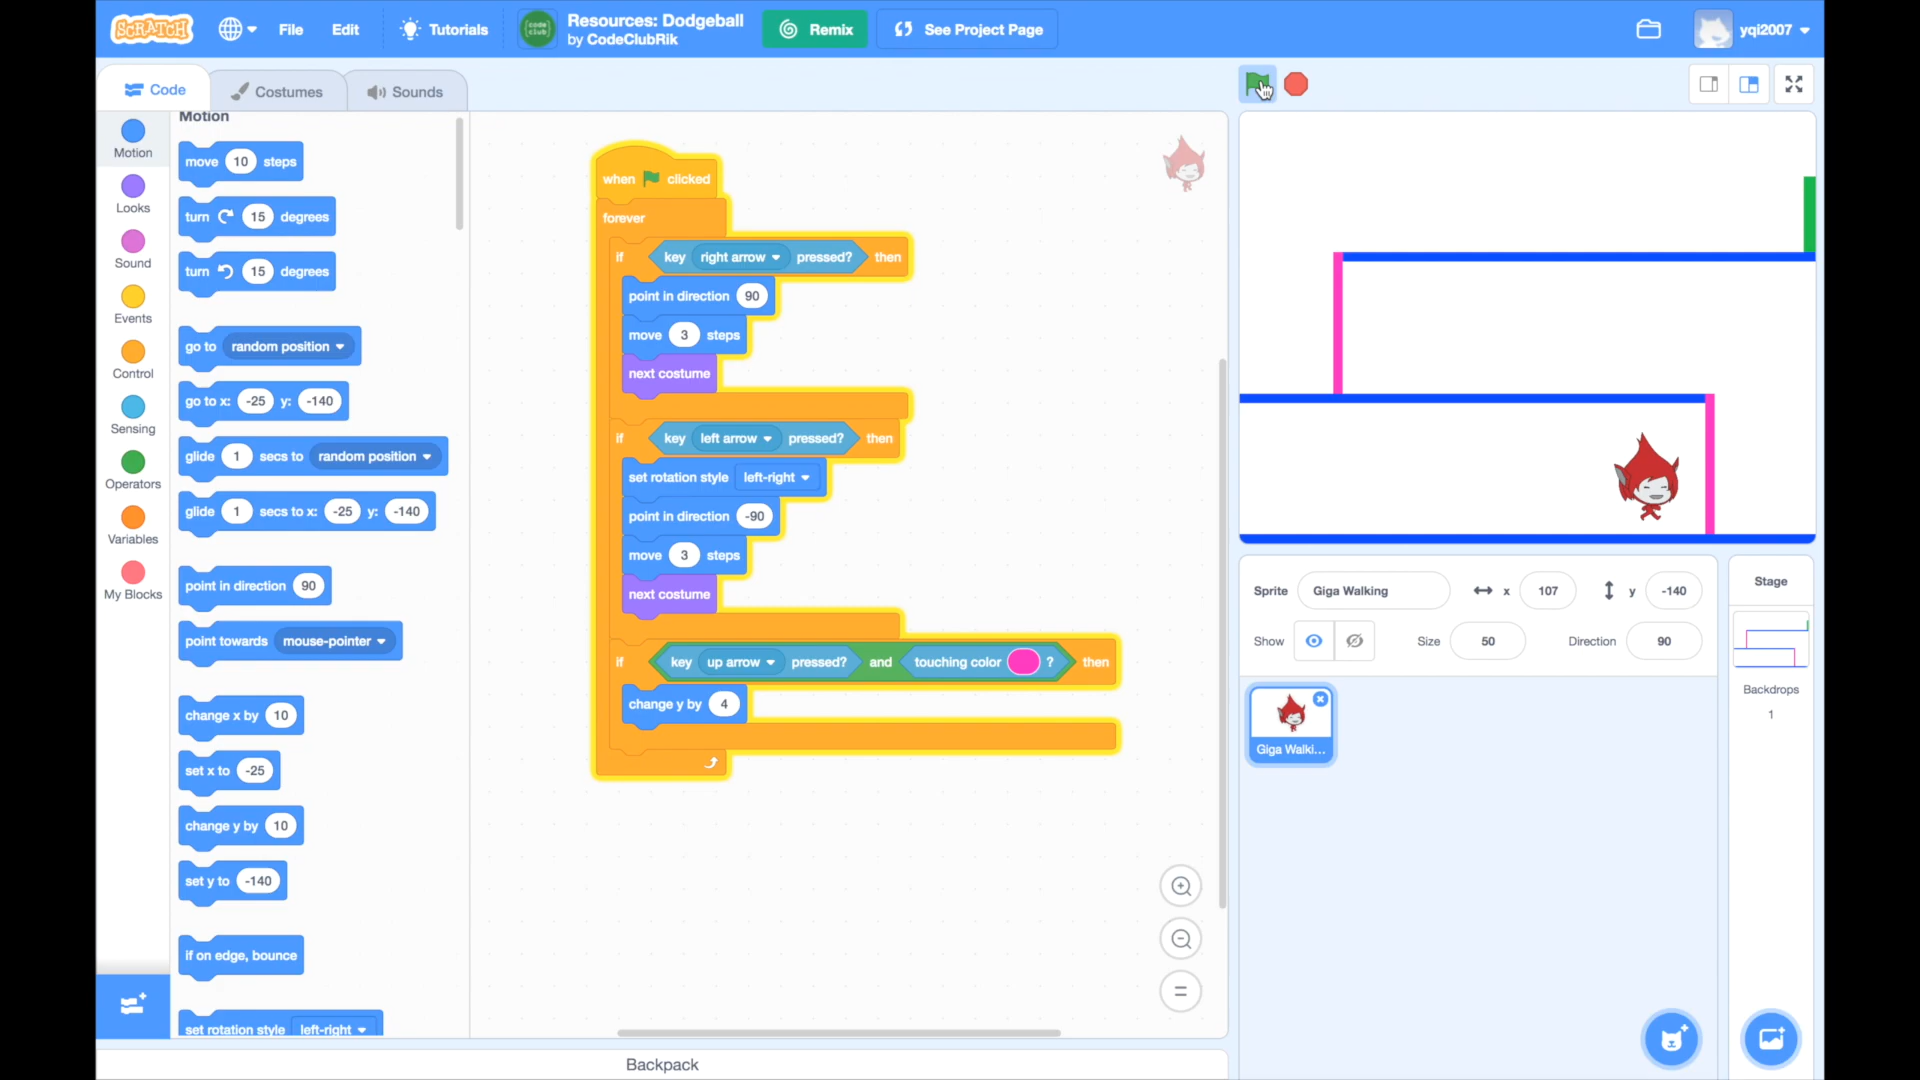 SCRATCH
File
Edit
Tutorials
code club
Resources: Dodgeball
by CodeClubRik
Remix
See Project Page
yqi2007
Code
Costumes
Sounds
Motion
Looks
Sound
Events
Control
Sensing
Operators
Variables
My Blocks
Motion
move 10 steps
turn 15 degrees
turn 15 degrees
go to random position
go to x: -25 y: -140
glide 1 secs to random position
glide 1 secs to x: -25 y: -140
point in direction 90
point towards mouse-pointer
change x by 10
set x to -25
change y by 10
set y to -140
if on edge, bounce
set rotation style left-right
when clicked
forever
if key right arrow pressed? then
point in direction 90
move 3 steps
next costume
if key left arrow pressed? then
set rotation style left-right
point in direction -90
move 3 steps
next costume
if key up arrow pressed? and touching color ? then
change y by 4
Backpack
Sprite Giga Walking x 107 y -140
Show Size 50 Direction 90
Giga Walki...
Stage
Backdrops
1